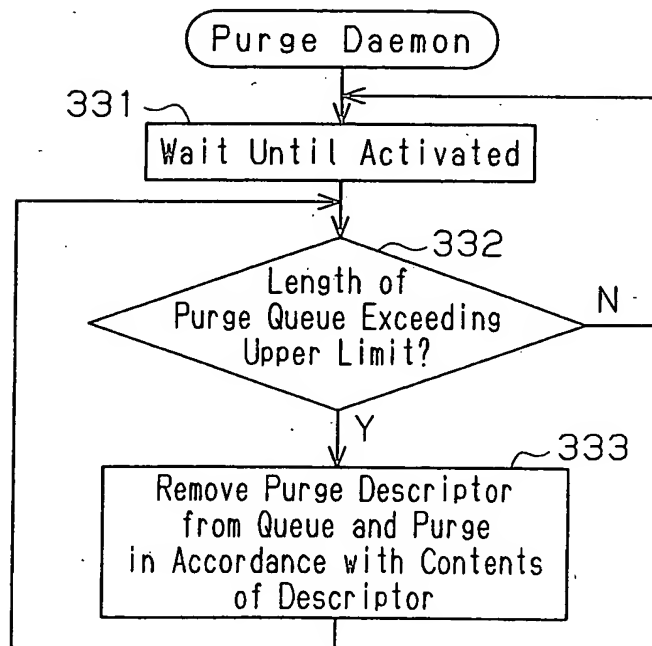 Purge Daemon
331
Wait Until Activated
332
Length of
Purge Queue Exceeding
Upper Limit?
N
Y
333
Remove Purge Descriptor
from Queue and Purge
in Accordance with Contents
of Descriptor